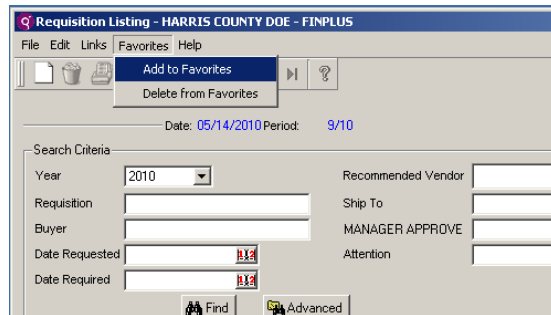 Requisition Listing - HARRIS COUNTY DOE - FINPLUS
File Edit Links Favorites Help
Add to Favorites
Delete from Favorites
Date: 05/14/2010 Period: 9/10
Search Criteria
Year 2010 Recommended Vendor
Requisition Ship To
Buyer MANAGER APPROVE
Date Requested Attention
Date Required
Find Advanced